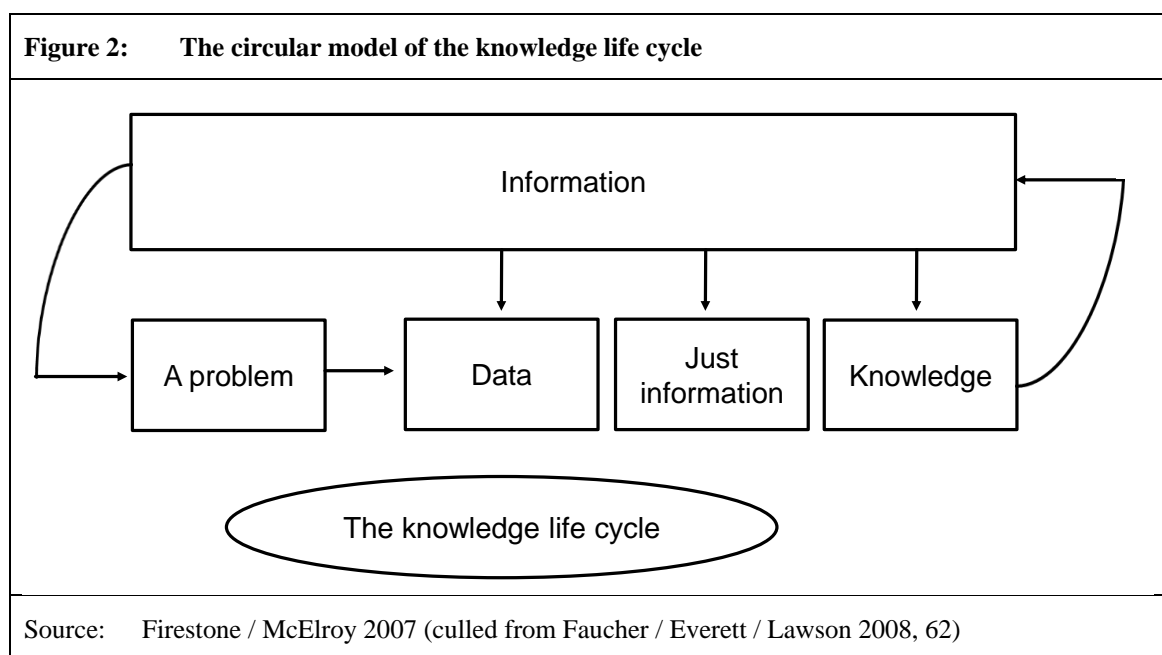 Figure 2: The circular model of the knowledge life cycle
Information
A problem
Data
Just
information
Knowledge
The knowledge life cycle
Source: Firestone / McElroy 2007 (culled from Faucher / Everett / Lawson 2008, 62)